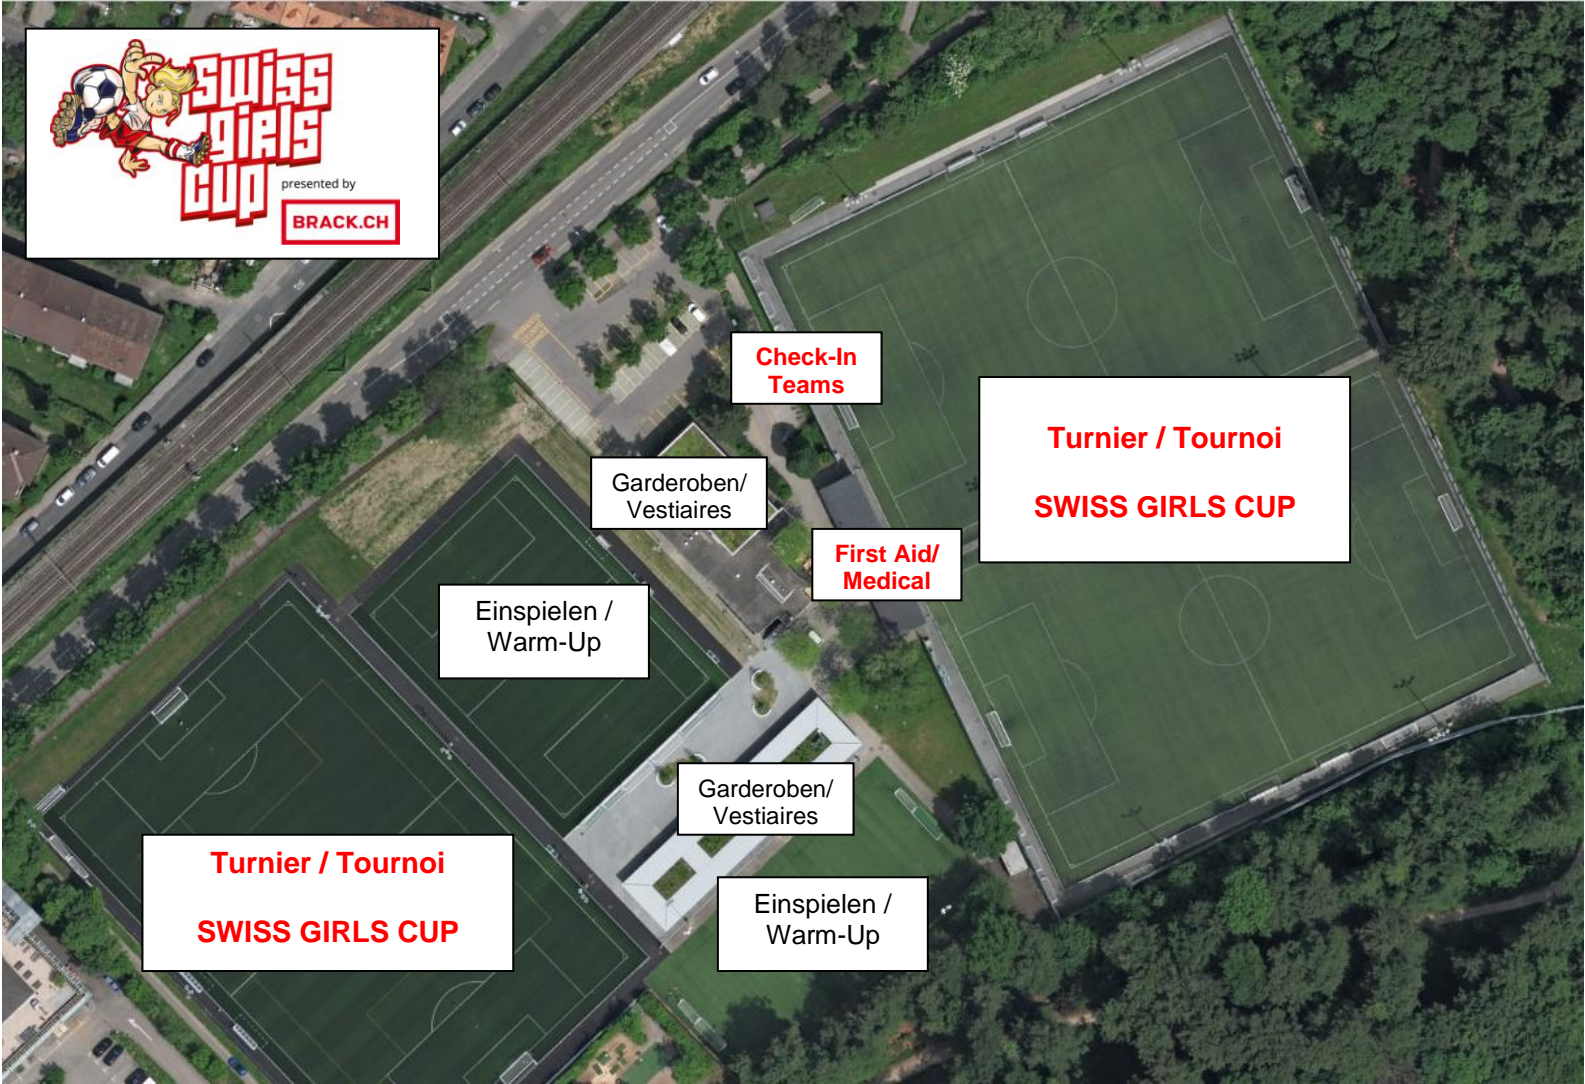 swiss
girls
cup
presented by
BRACK.CH
Check-In
Teams
Turnier / Tournoi
SWISS GIRLS CUP
Garderoben/
Vestiaires
First Aid/
Medical
Einspielen /
Warm-Up
Garderoben/
Vestiaires
Turnier / Tournoi
SWISS GIRLS CUP
Einspielen /
Warm-Up